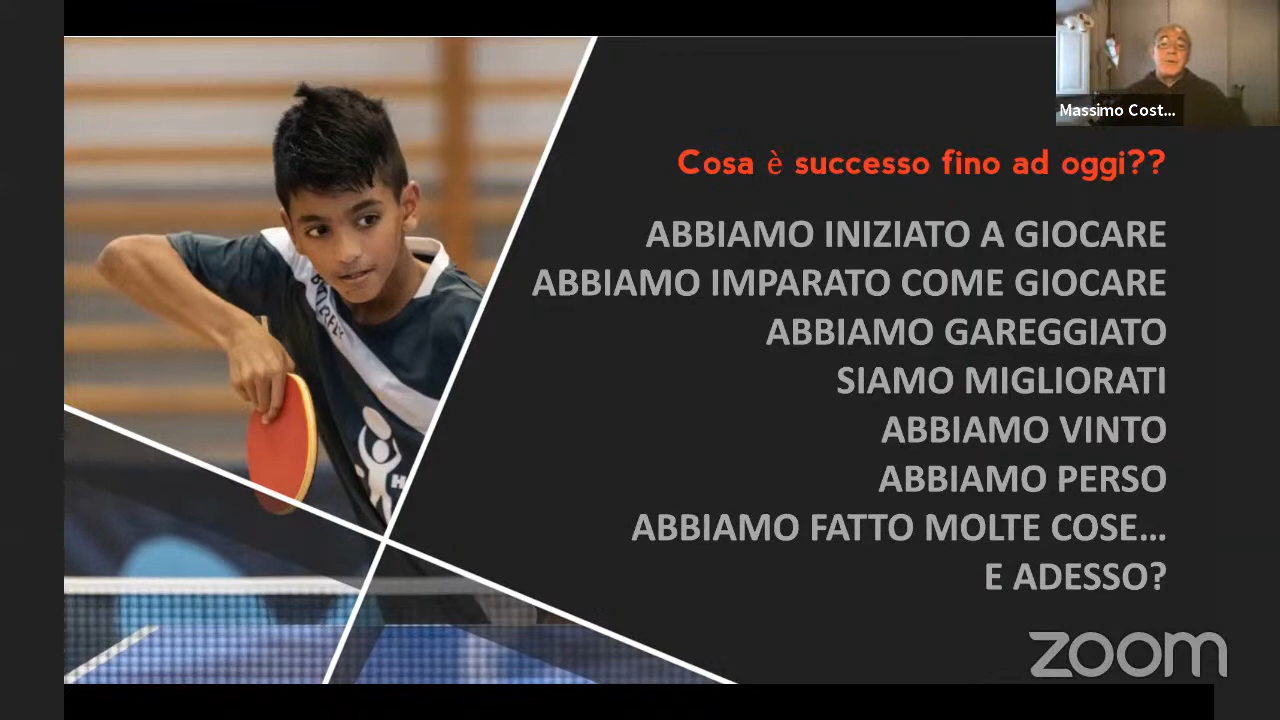 Massimo Cost...
Cosa è successo fino ad oggi??
ABBIAMO INIZIATO A GIOCARE
ABBIAMO IMPARATO COME GIOCARE
ABBIAMO GAREGGIATO
SIAMO MIGLIORATI
ABBIAMO VINTO
ABBIAMO PERSO
ABBIAMO FATTO MOLTE COSE...
E ADESSO?
zoom